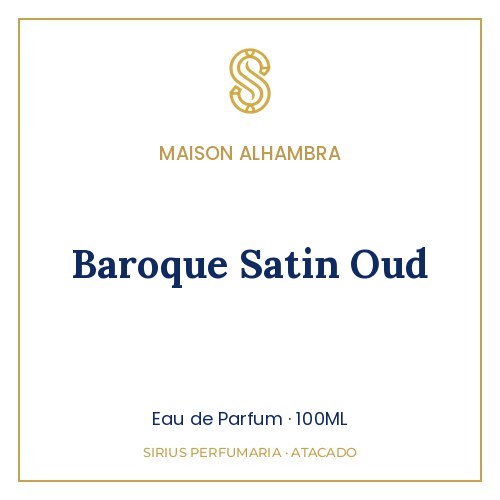 MAISON ALHAMBRA
Baroque Satin Oud
Eau de Parfum · 100ML
SIRIUS PERFUMARIA · ATACADO